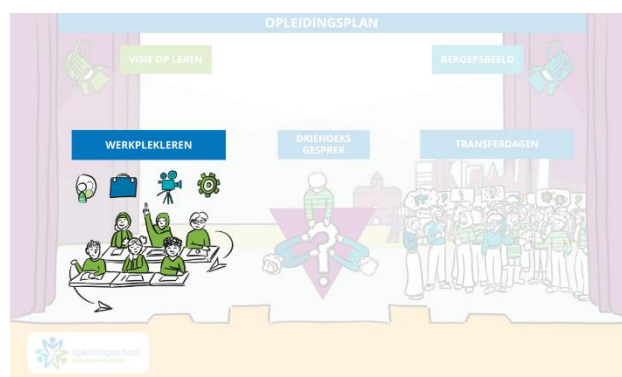 OPLEIDINGSPLAN
VISIE OP LEREN
BEROEPSBEELD
WERKPLEKLEREN
DRIEHOEKS
GESPREK
TRANSFERDAGEN
opleidingsschool